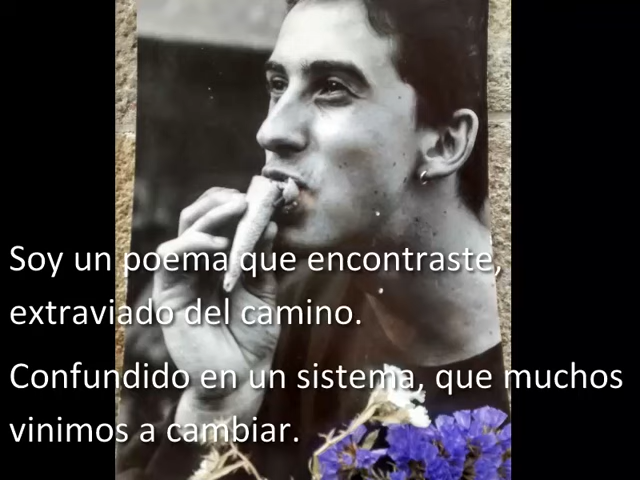 Soy un poema que encontraste,
extraviado del camino.
Confundido en un sistema, que muchos
vinimos a cambiar.